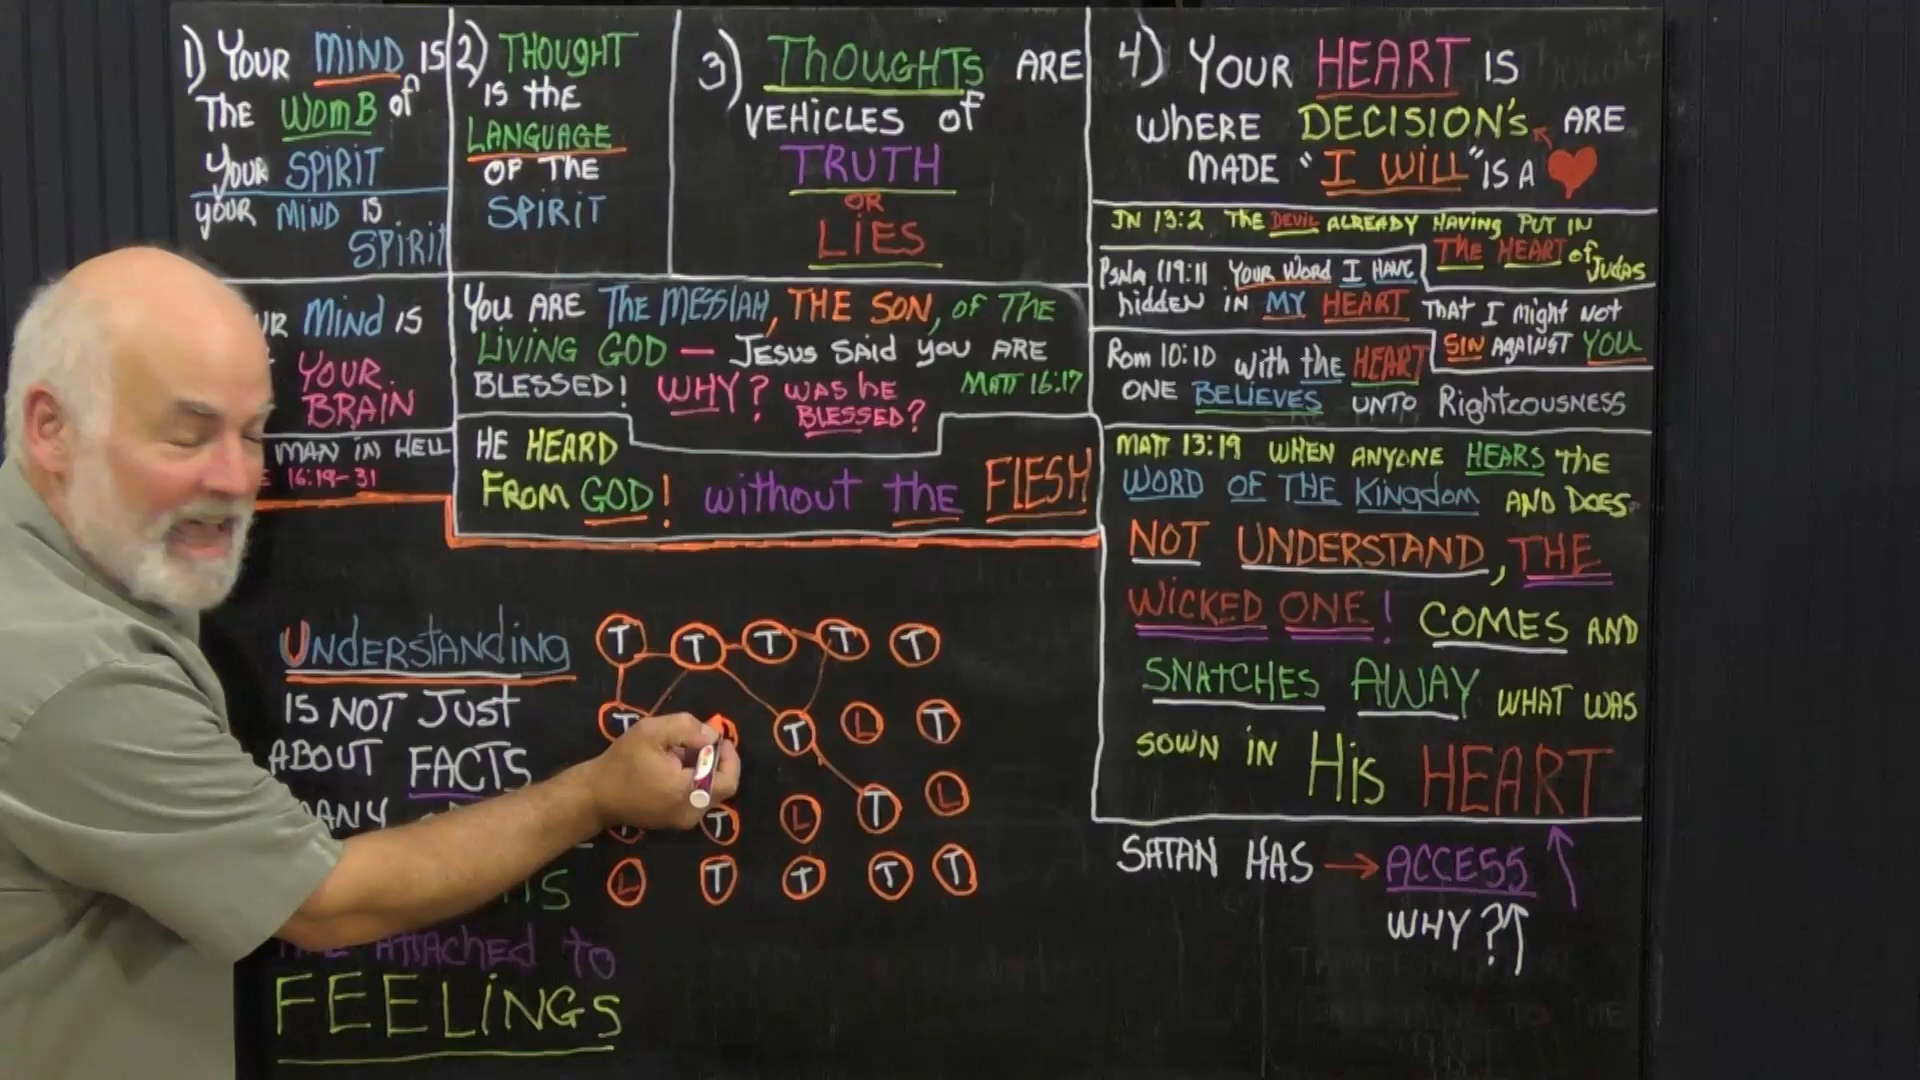 1) YOUR MIND IS
THE WOMB of
YOUR SPIRIT
YOUR MIND IS
SPIRIT
MIND IS
YOUR
BRAIN
MAN IN HELL
16:19-31
2) THOUGHT
IS the
LANGUAGE
OF THE
SPIRIT
3) THOUGHTS ARE
VEHICLES of
TRUTH
OR
LIES
YOU ARE THE MESSIAH, THE SON, of THE
LIVING GOD — JESUS SAID YOU ARE
BLESSED! WHY? WAS HE MATT 16:17
BLESSED?
HE HEARD
FROM GOD! without the FLESH
4) YOUR HEART IS
WHERE DECISION'S ARE
MADE "I WILL" IS A
JN 13:2 THE DEVIL ALREADY HAVING PUT IN
THE HEART of
JUDAS
Psalm 119:11 YOUR WORD I HAVE
hidden IN MY HEART THAT I might NOT
SIN AGAINST YOU
Rom 10:10 with the HEART
ONE BELIEVES UNTO RighteousNESS
MATT 13:19 WHEN ANYONE HEARS THE
WORD OF THE Kingdom AND DOES
NOT UNDERSTAND, THE
WICKED ONE! COMES AND
SNATCHES AWAY WHAT WAS
SOWN IN His HEART
SATAN HAS → ACCESS
WHY?
UNderstanding
IS NOT JUST
ABOUT FACTS
ATTACHED to
FEELINGS
T T T T T
T T L T
T L T L
L T T T T